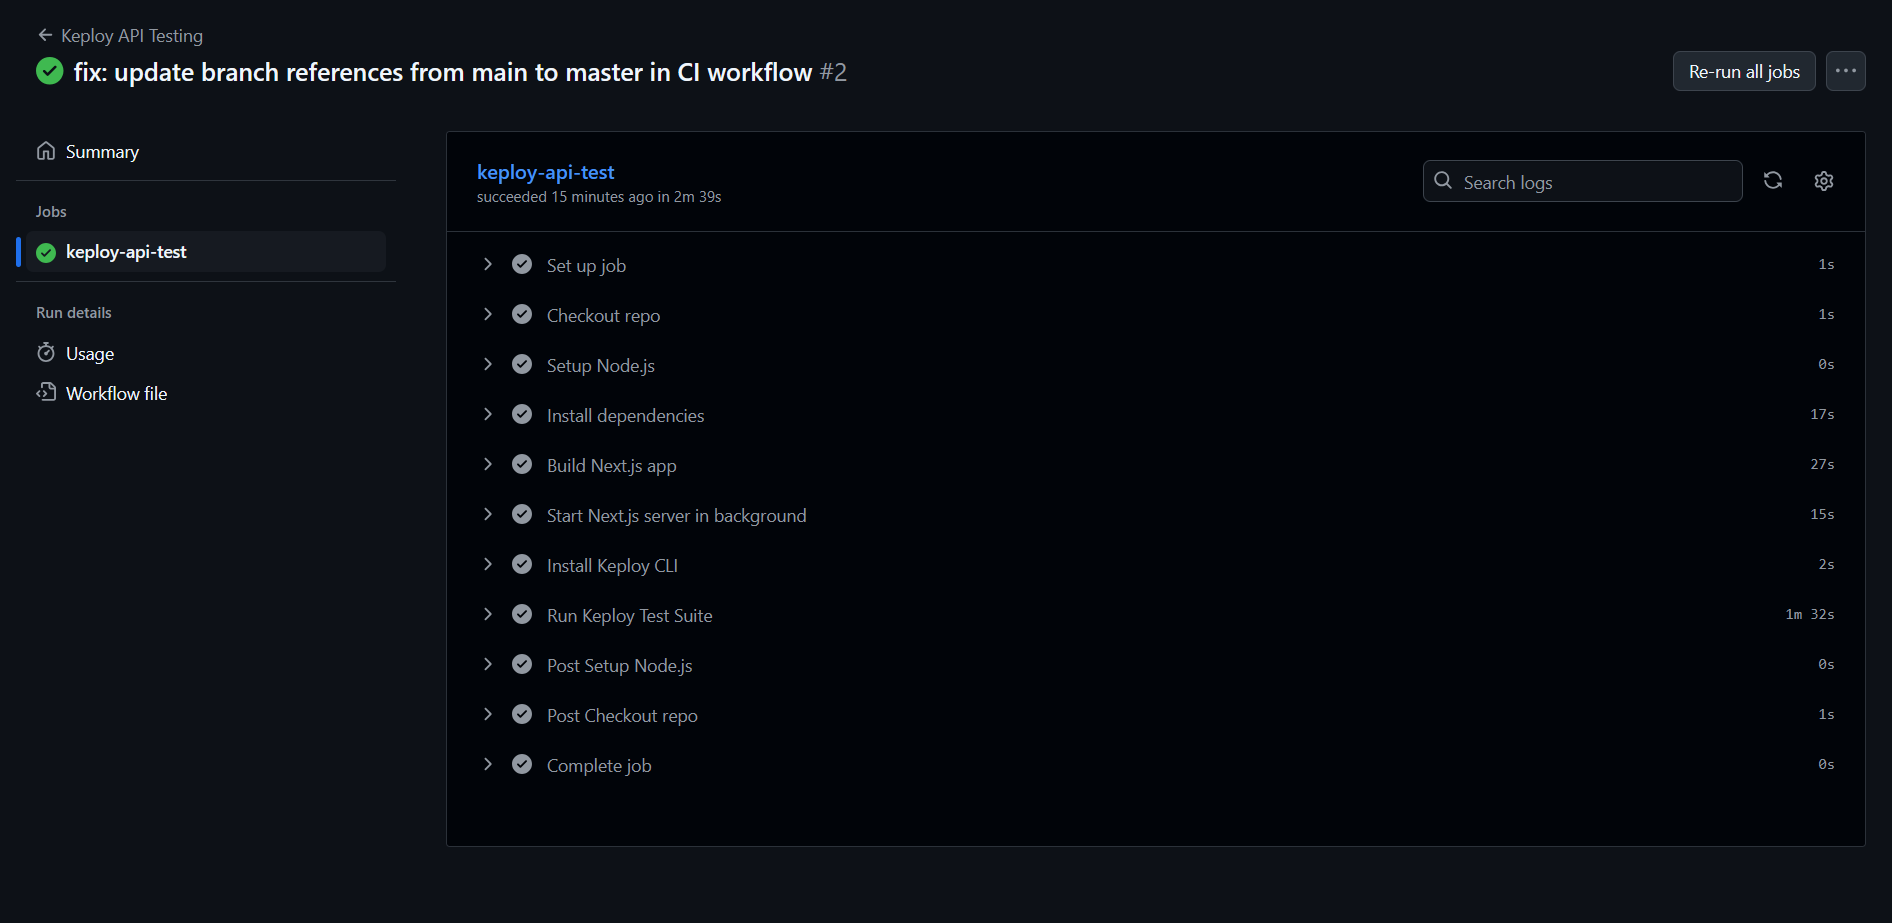 Keploy API Testing
fix: update branch references from main to master in CI workflow #2
Re-run all jobs
Summary
Jobs
keploy-api-test
Run details
Usage
Workflow file
keploy-api-test
succeeded 15 minutes ago in 2m 39s
Search logs
Set up job 1s
Checkout repo 1s
Setup Node.js 0s
Install dependencies 17s
Build Next.js app 27s
Start Next.js server in background 15s
Install Keploy CLI 2s
Run Keploy Test Suite 1m 32s
Post Setup Node.js 0s
Post Checkout repo 1s
Complete job 0s